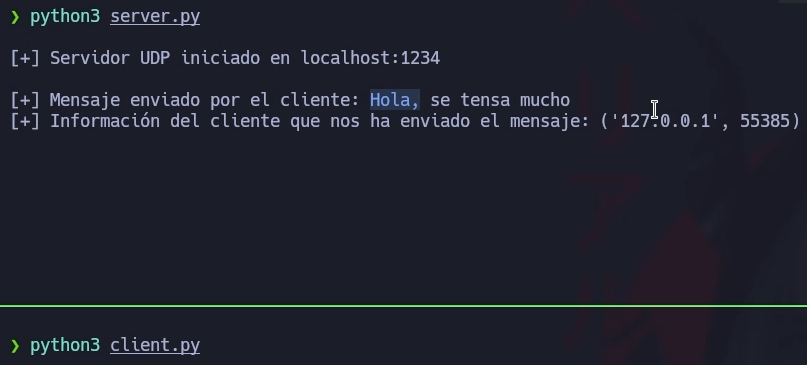 ❯ python3 server.py
[+] Servidor UDP iniciado en localhost:1234
[+] Mensaje enviado por el cliente: Hola, se tensa mucho
[+] Información del cliente que nos ha enviado el mensaje: ('127.0.0.1', 55385)
❯ python3 client.py